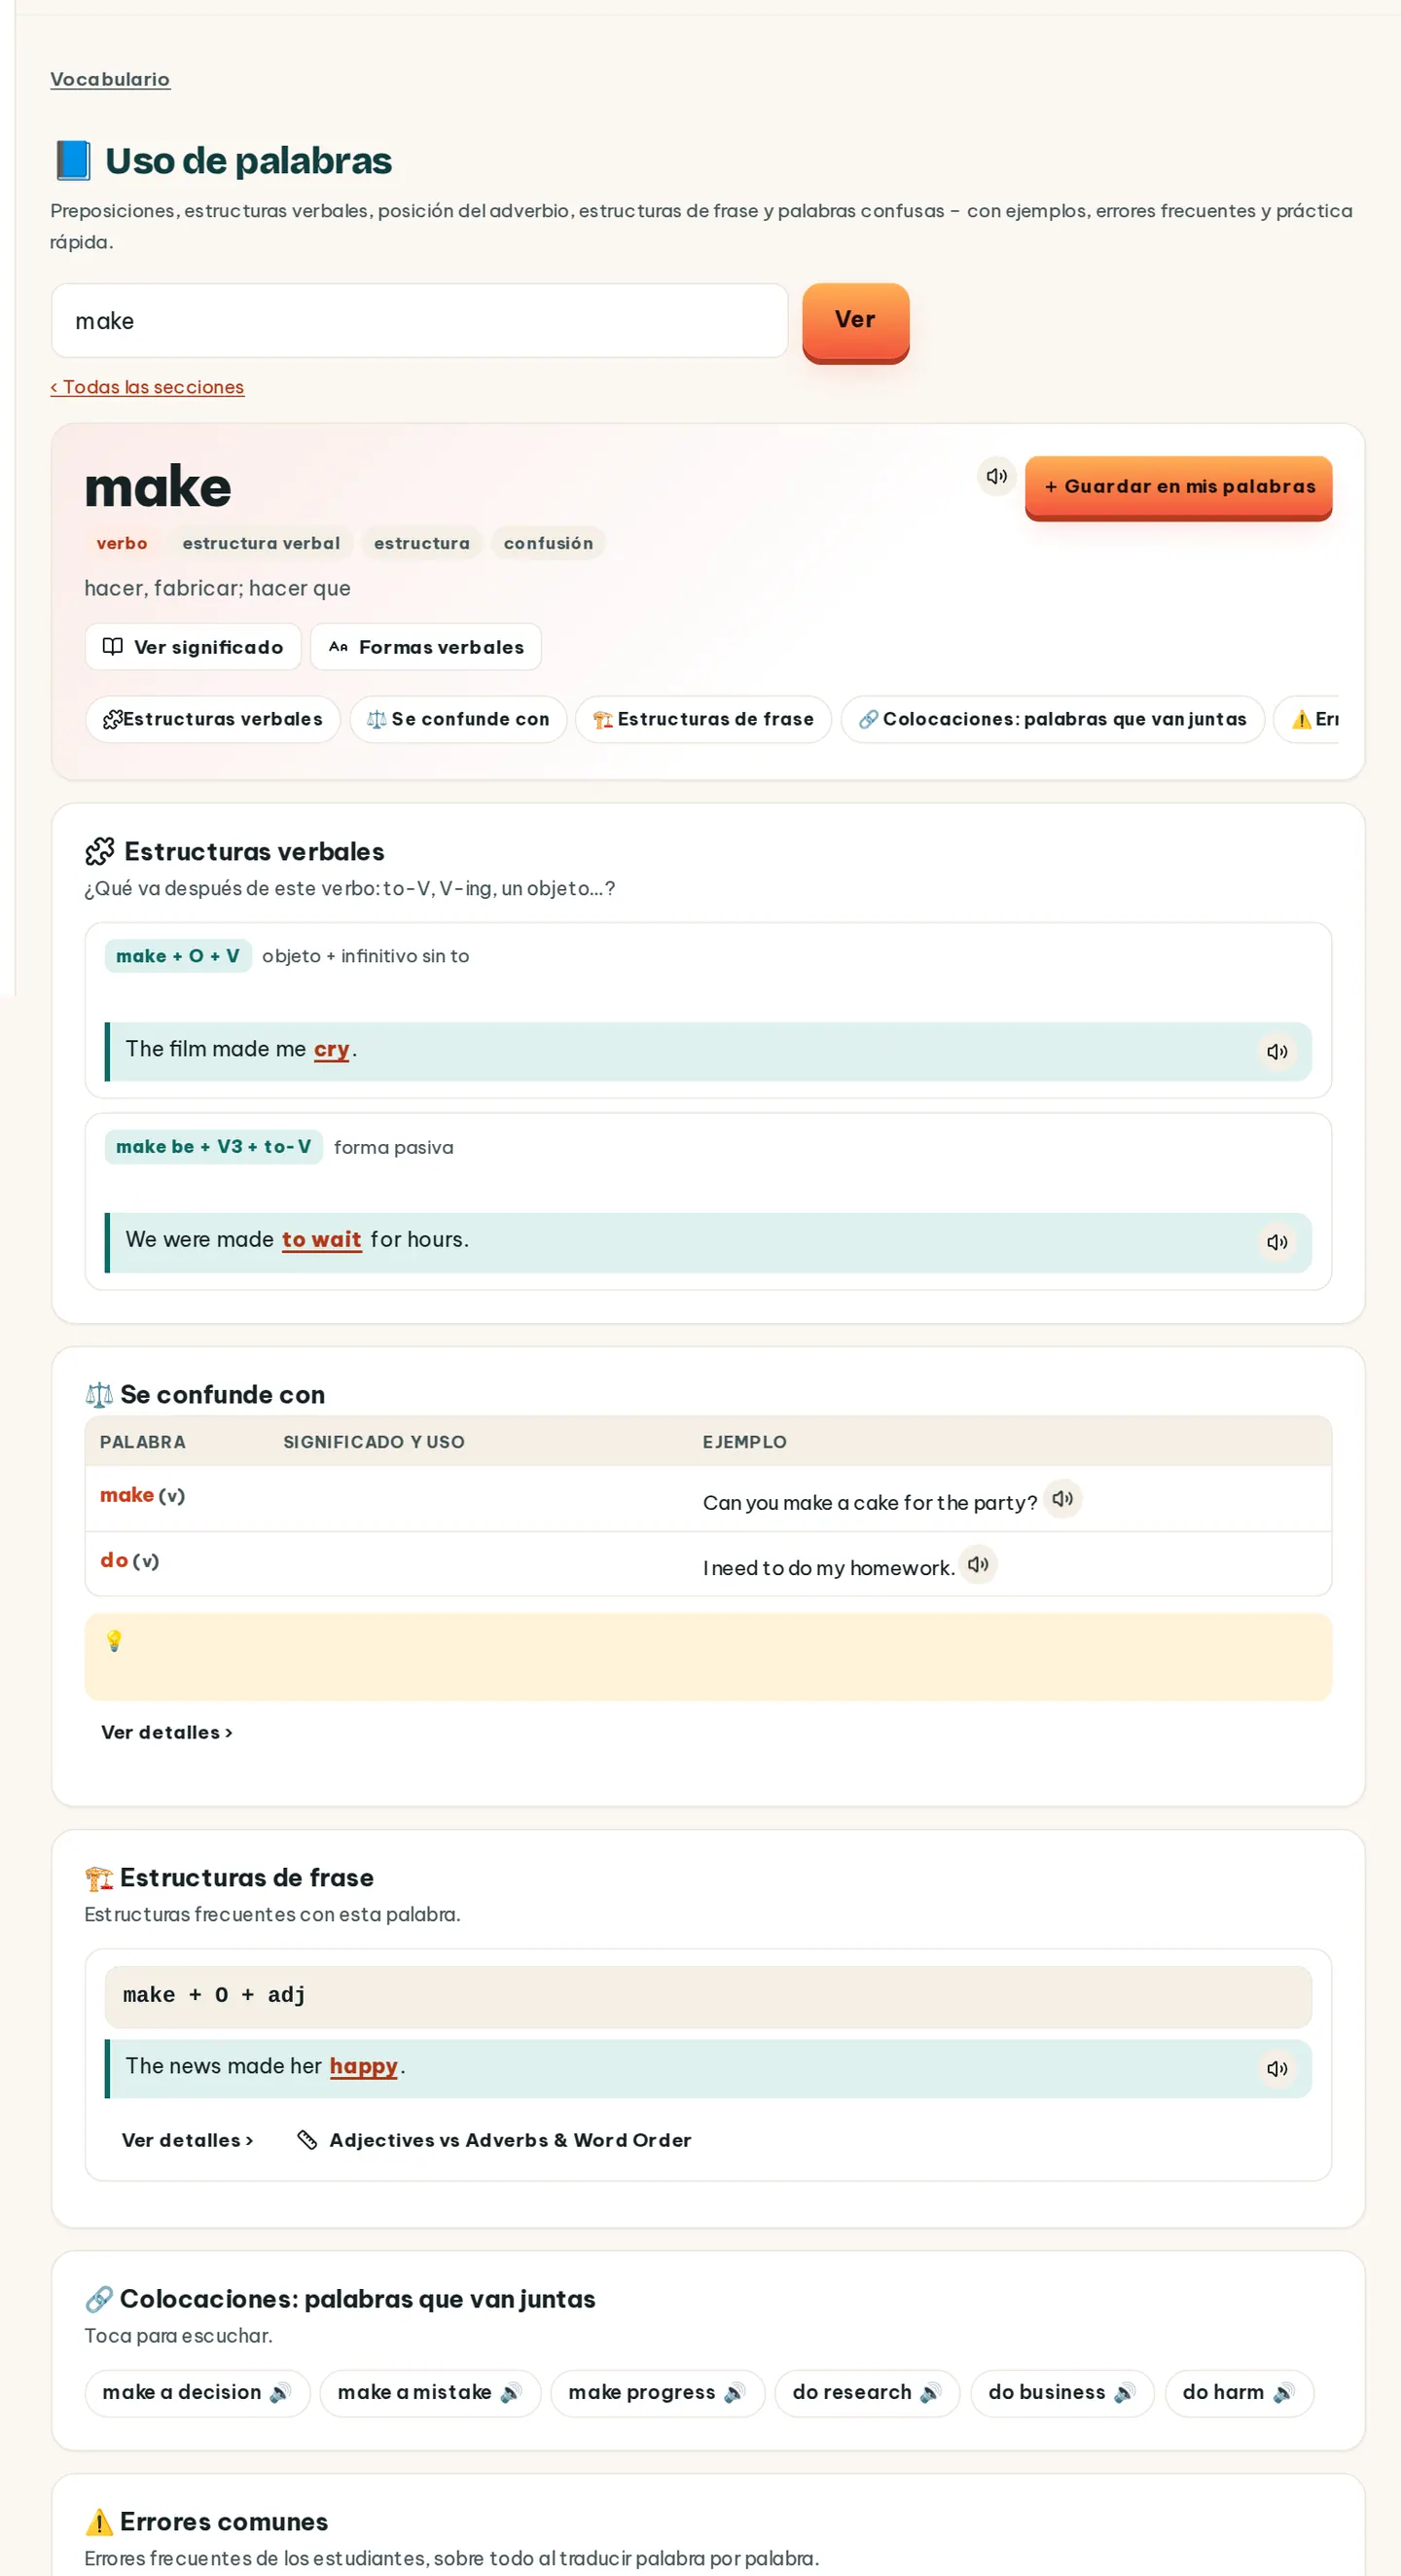 Vocabulario
📘 Uso de palabras
Preposiciones, estructuras verbales, posición del adverbio, estructuras de frase y palabras confusas – con ejemplos, errores frecuentes y práctica
rápida.
make
Ver
‹ Todas las secciones
make
+ Guardar en mis palabras
verbo estructura verbal estructura confusión
hacer, fabricar; hacer que
Ver significado Formas verbales
Estructuras verbales ⚖️ Se confunde con 🏗️ Estructuras de frase 🔗 Colocaciones: palabras que van juntas ⚠️ Err
Estructuras verbales
¿Qué va después de este verbo: to-V, V-ing, un objeto…?
make + O + V objeto + infinitivo sin to
The film made me cry.
make be + V3 + to-V forma pasiva
We were made to wait for hours.
⚖️ Se confunde con
PALABRA SIGNIFICADO Y USO EJEMPLO
make (v) Can you make a cake for the party?
do (v) I need to do my homework.
💡
Ver detalles ›
🏗️ Estructuras de frase
Estructuras frecuentes con esta palabra.
make + O + adj
The news made her happy.
Ver detalles › Adjectives vs Adverbs & Word Order
🔗 Colocaciones: palabras que van juntas
Toca para escuchar.
make a decision 🔊 make a mistake 🔊 make progress 🔊 do research 🔊 do business 🔊 do harm 🔊
⚠️ Errores comunes
Errores frecuentes de los estudiantes, sobre todo al traducir palabra por palabra.